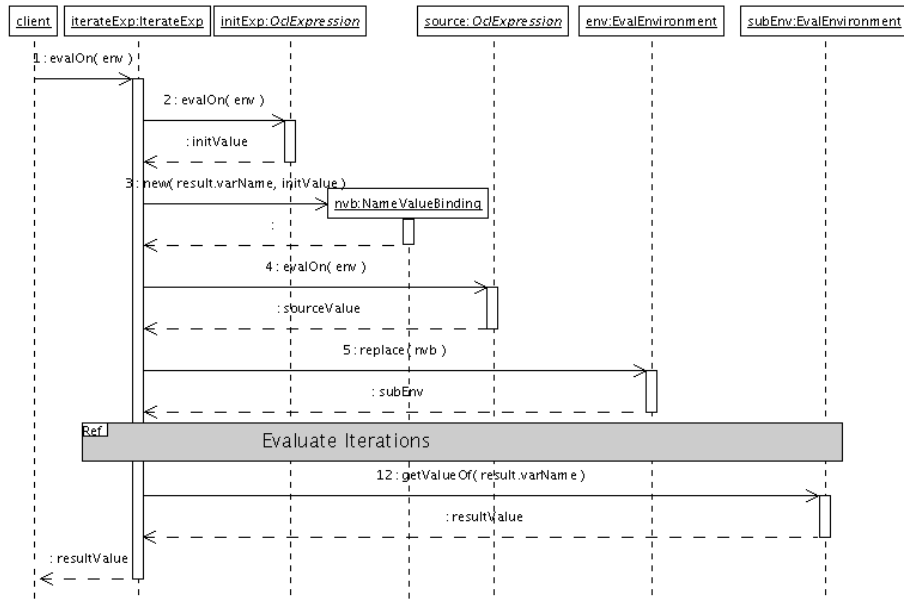 client iterateExp:IterateExp initExp:OclExpression source:OclExpression env:EvalEnvironment subEnv:EvalEnvironment
1 : evalOn( env )
2 : evalOn( env )
: initValue
3 : new( result.varName, initValue )
nvb:NameValueBinding
:
4 : evalOn( env )
: sourceValue
5 : replace( nvb )
: subEnv
Ref
Evaluate Iterations
12 : getValueOf( result.varName )
: resultValue
: resultValue